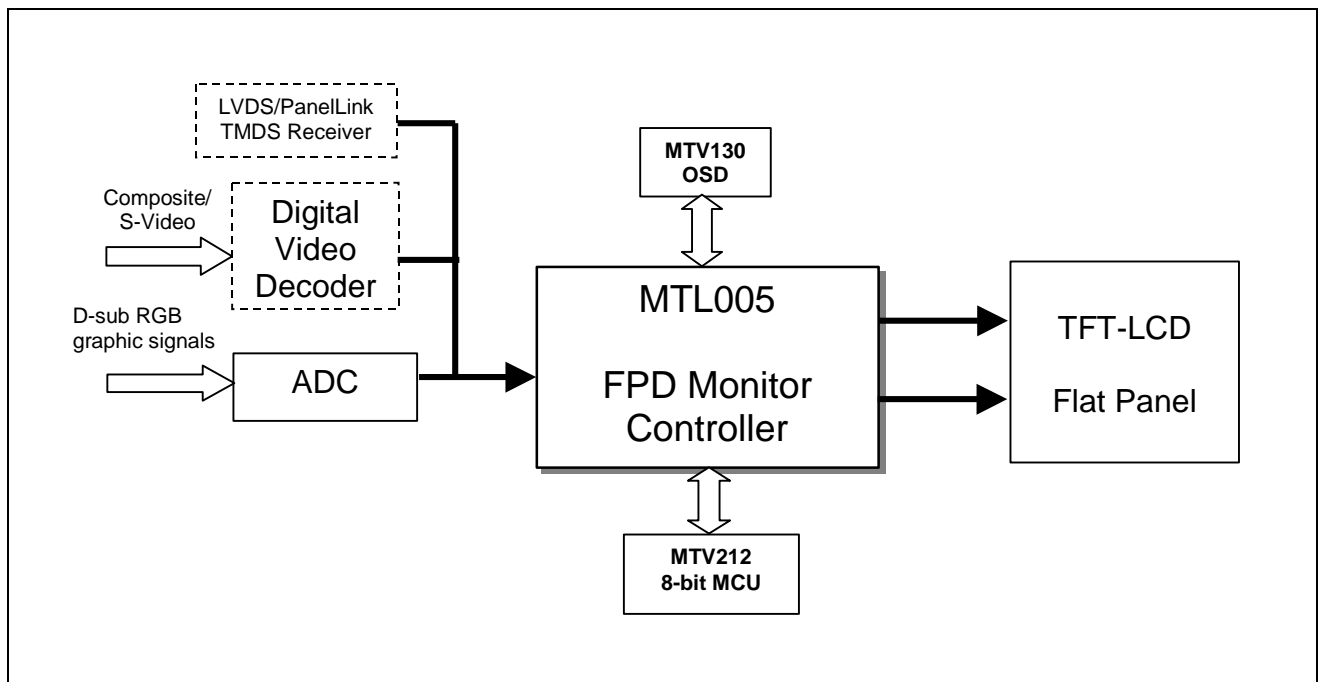 LVDS/PanelLink
TMDS Receiver
MTV130
OSD
Composite/
S-Video
Digital
Video
Decoder
D-sub RGB
graphic signals
ADC
MTL005
FPD Monitor
Controller
TFT-LCD
Flat Panel
MTV212
8-bit MCU